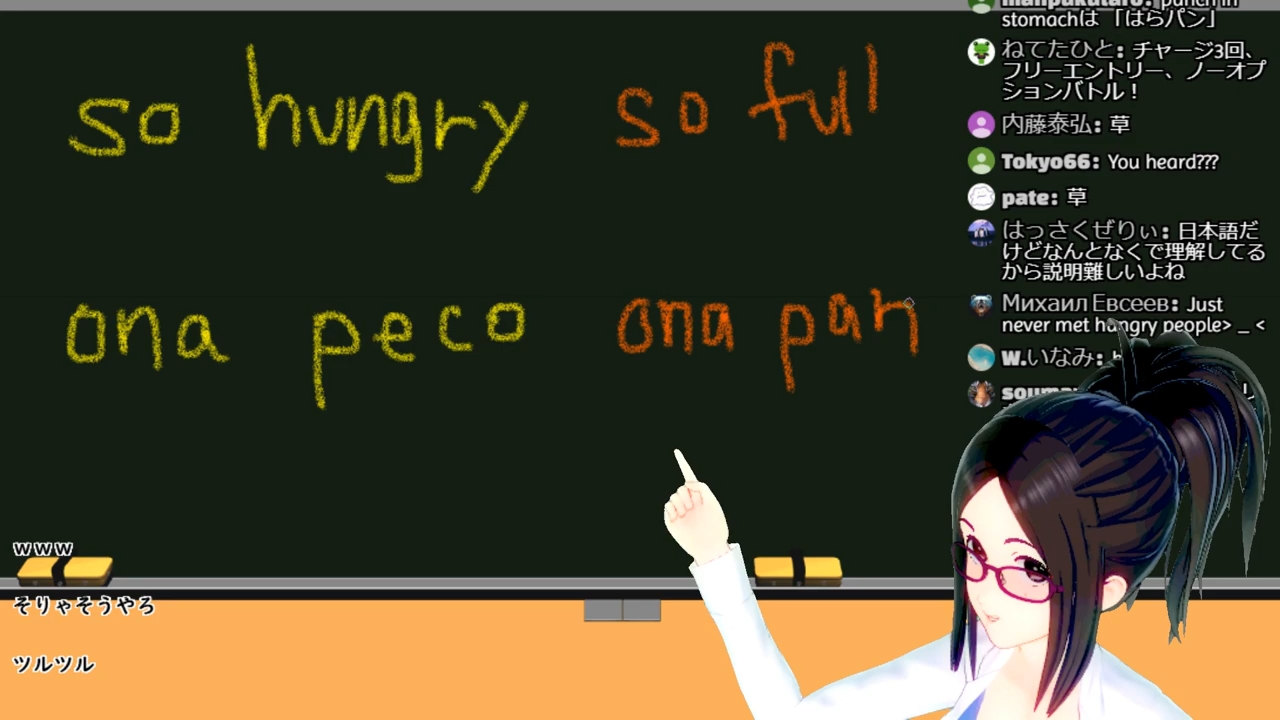 so hungry
so ful
ona peco
ona pan
stomachは 「はらパン」
ねてたひと: チャージ3回、
フリーエントリー、ノーオプ
ションバトル！
内藤泰弘: 草
Tokyo66: You heard???
pate: 草
はっさくぜりぃ: 日本語だ
けどなんとなくで理解してる
から説明難しいよね
Михаил Евсеев: Just
never met hangry people> _ <
w.いなみ:
www
そりゃそうやろ
ツルツル